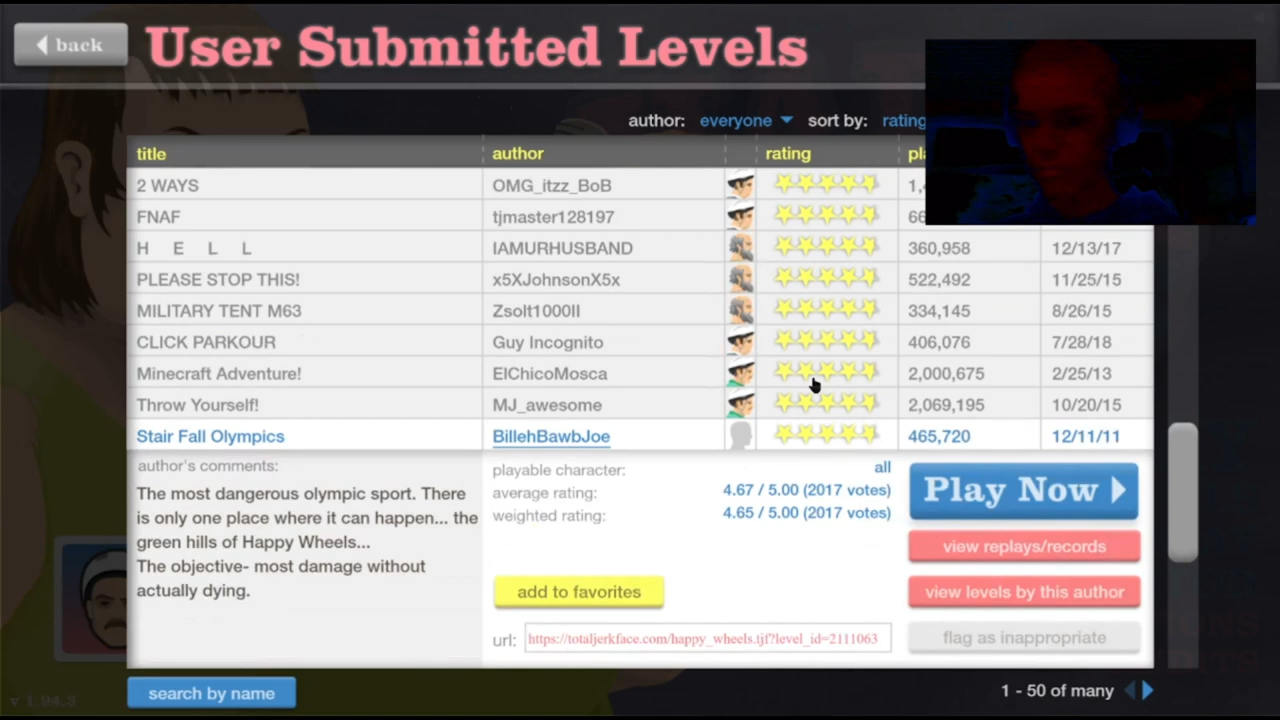 back
User Submitted Levels
author: everyone sort by: rating
title author rating
2 WAYS OMG_itzz_BoB
FNAF tjmaster128197
H E L L IAMURHUSBAND 360,958 12/13/17
PLEASE STOP THIS! x5XJohnsonX5x 522,492 11/25/15
MILITARY TENT M63 Zsolt1000II 334,145 8/26/15
CLICK PARKOUR Guy Incognito 406,076 7/28/18
Minecraft Adventure! ElChicoMosca 2,000,675 2/25/13
Throw Yourself! MJ_awesome 2,069,195 10/20/15
Stair Fall Olympics BillehBawbJoe 465,720 12/11/11
author's comments:
The most dangerous olympic sport. There
is only one place where it can happen... the
green hills of Happy Wheels...
The objective- most damage without
actually dying.
playable character: all
average rating: 4.67 / 5.00 (2017 votes)
weighted rating: 4.65 / 5.00 (2017 votes)
add to favorites
url: https://totaljerkface.com/happy_wheels.tjf?level_id=2111063
Play Now
view replays/records
view levels by this author
flag as inappropriate
search by name
1 - 50 of many
v 1.94.3